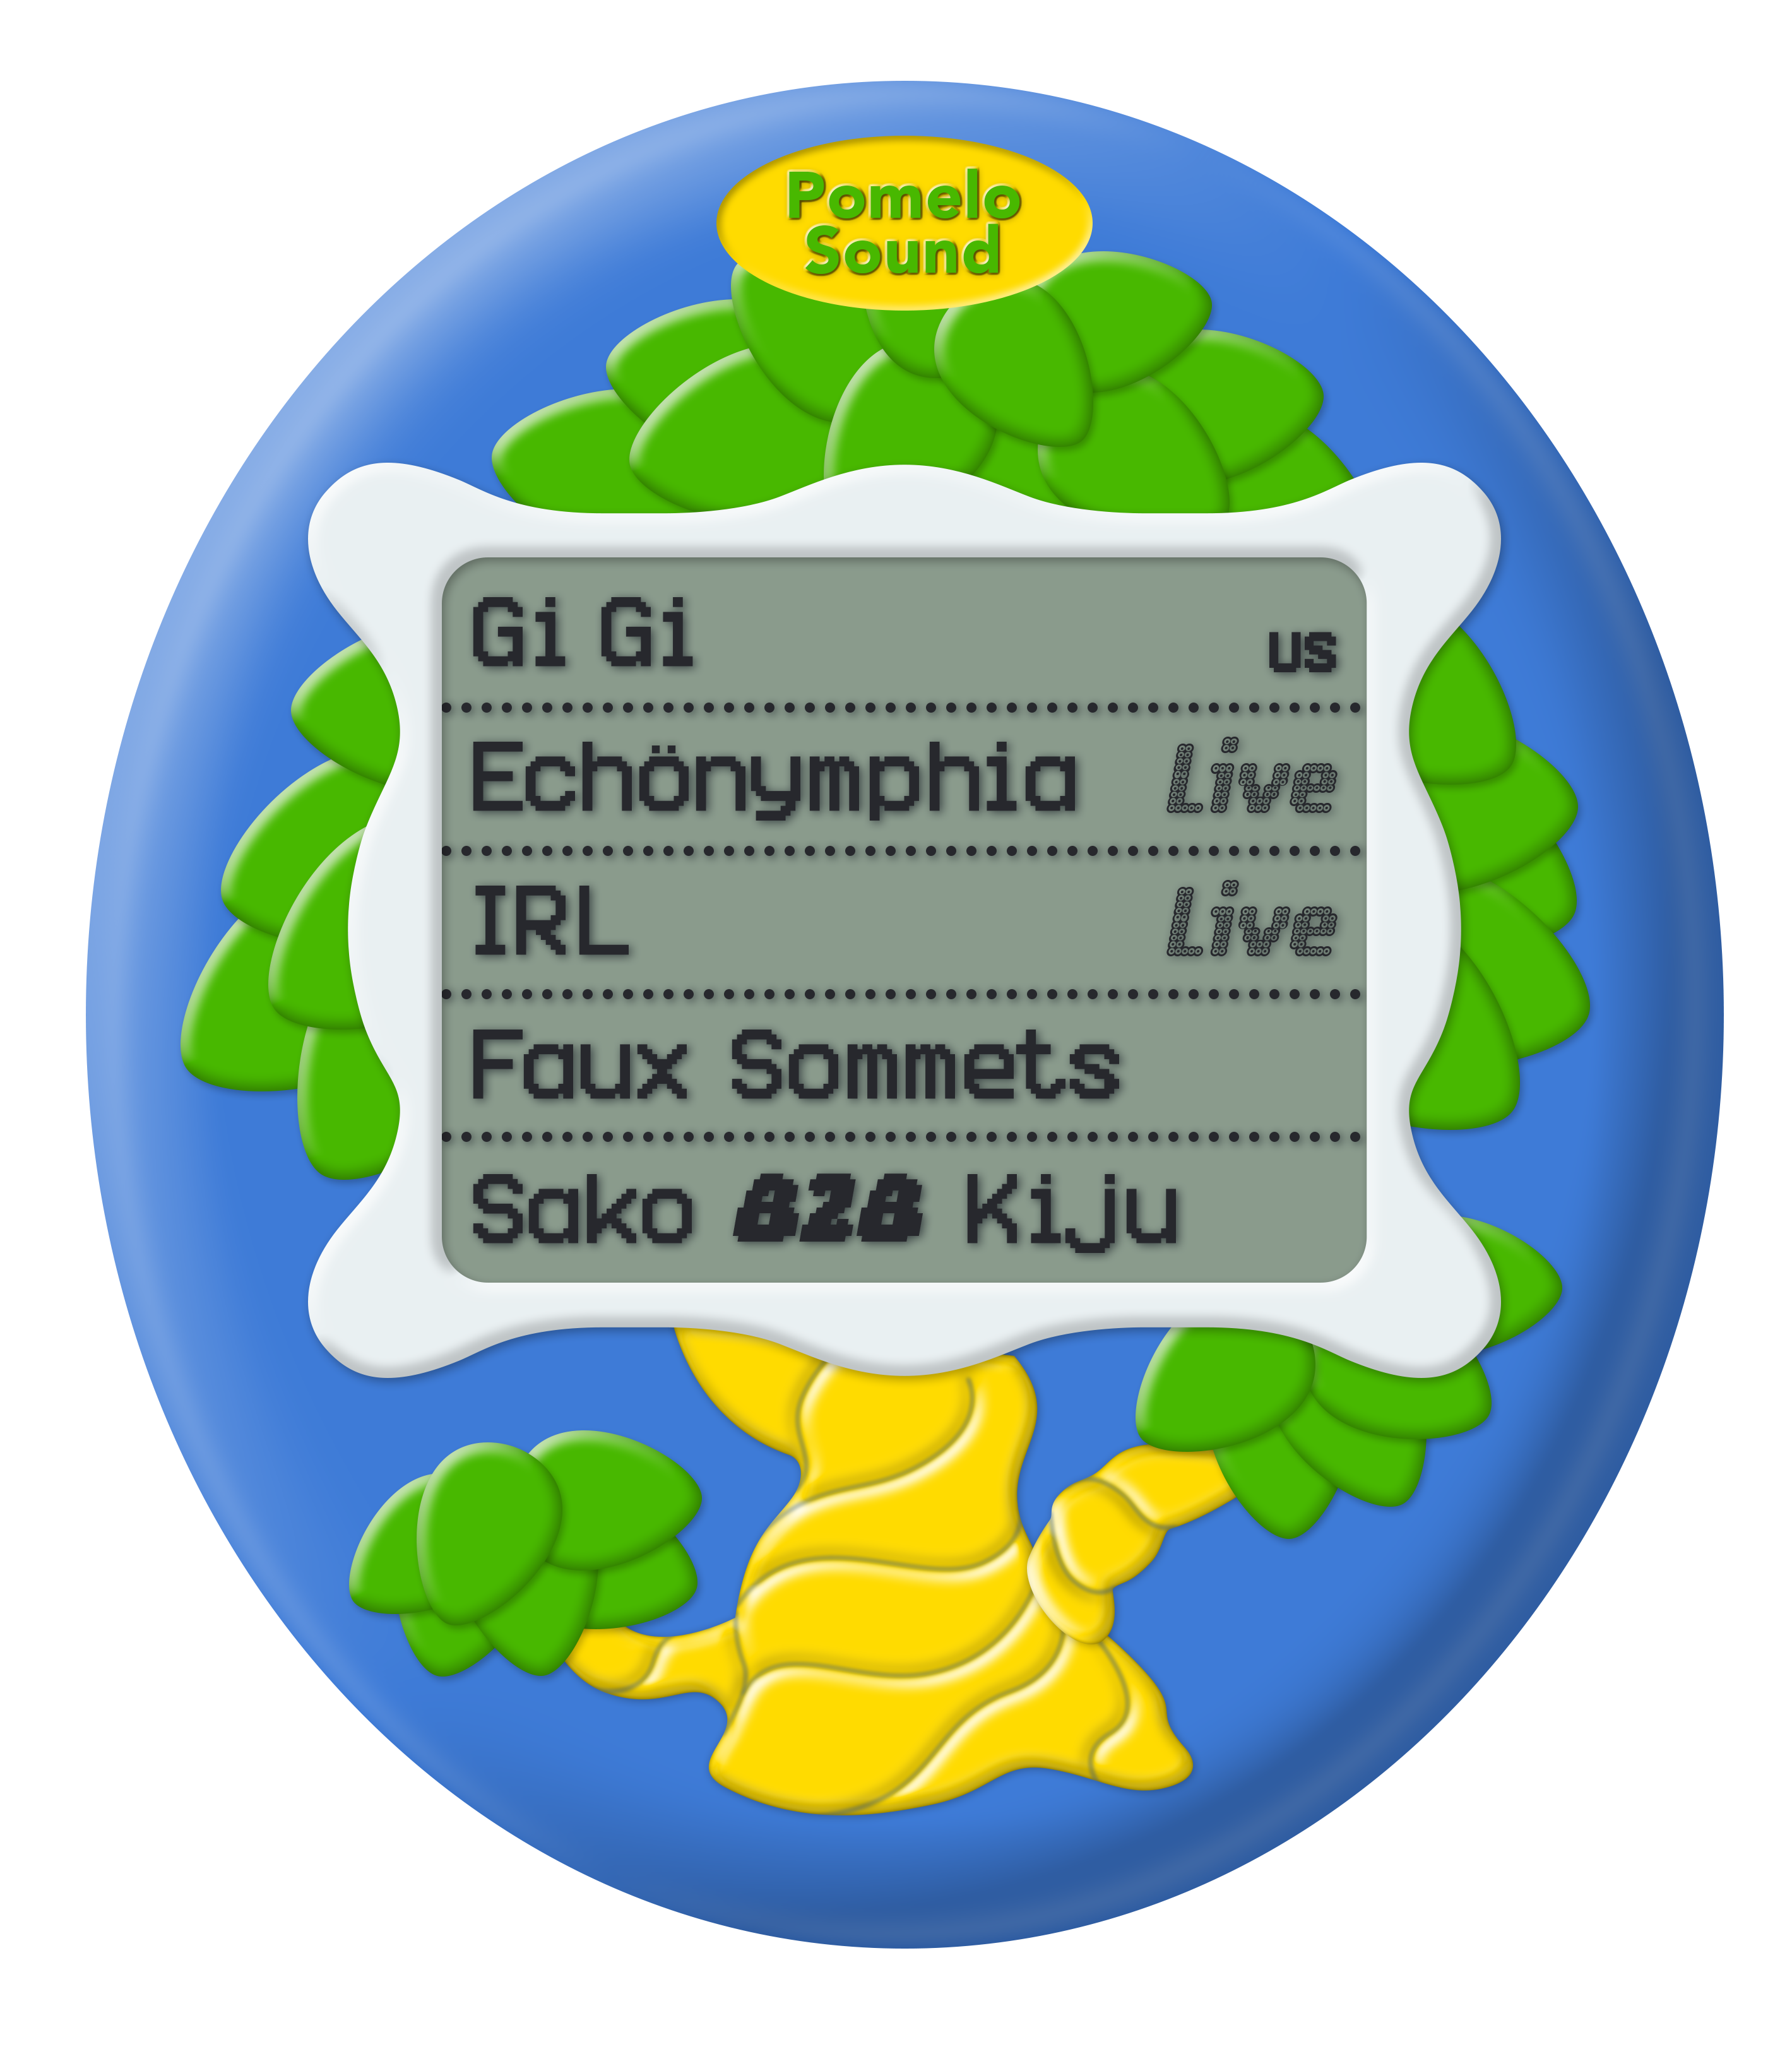 Pomelo
Sound
Gi Gi us
Echönymphia Live
IRL Live
Faux Sommets
Sako B2B Kiju